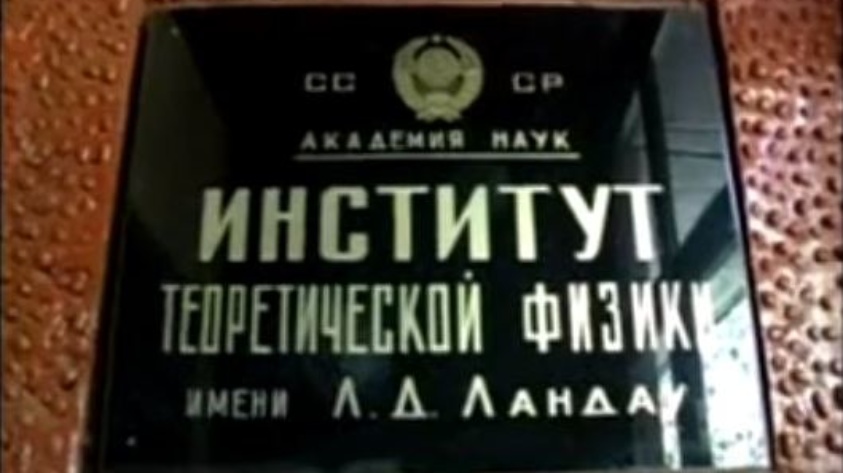 СС СР
АКАДЕМИЯ НАУК
ИНСТИТУТ
ТЕОРЕТИЧЕСКОЙ ФИЗИКИ
ИМЕНИ Л.Д. ЛАНДАУ